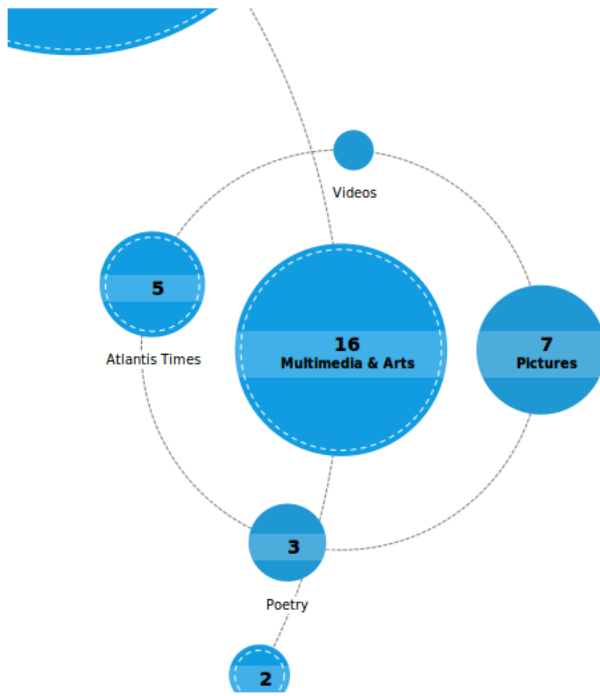 Videos
5
Atlantis Times
16
Multimedia & Arts
7
Pictures
3
Poetry
2